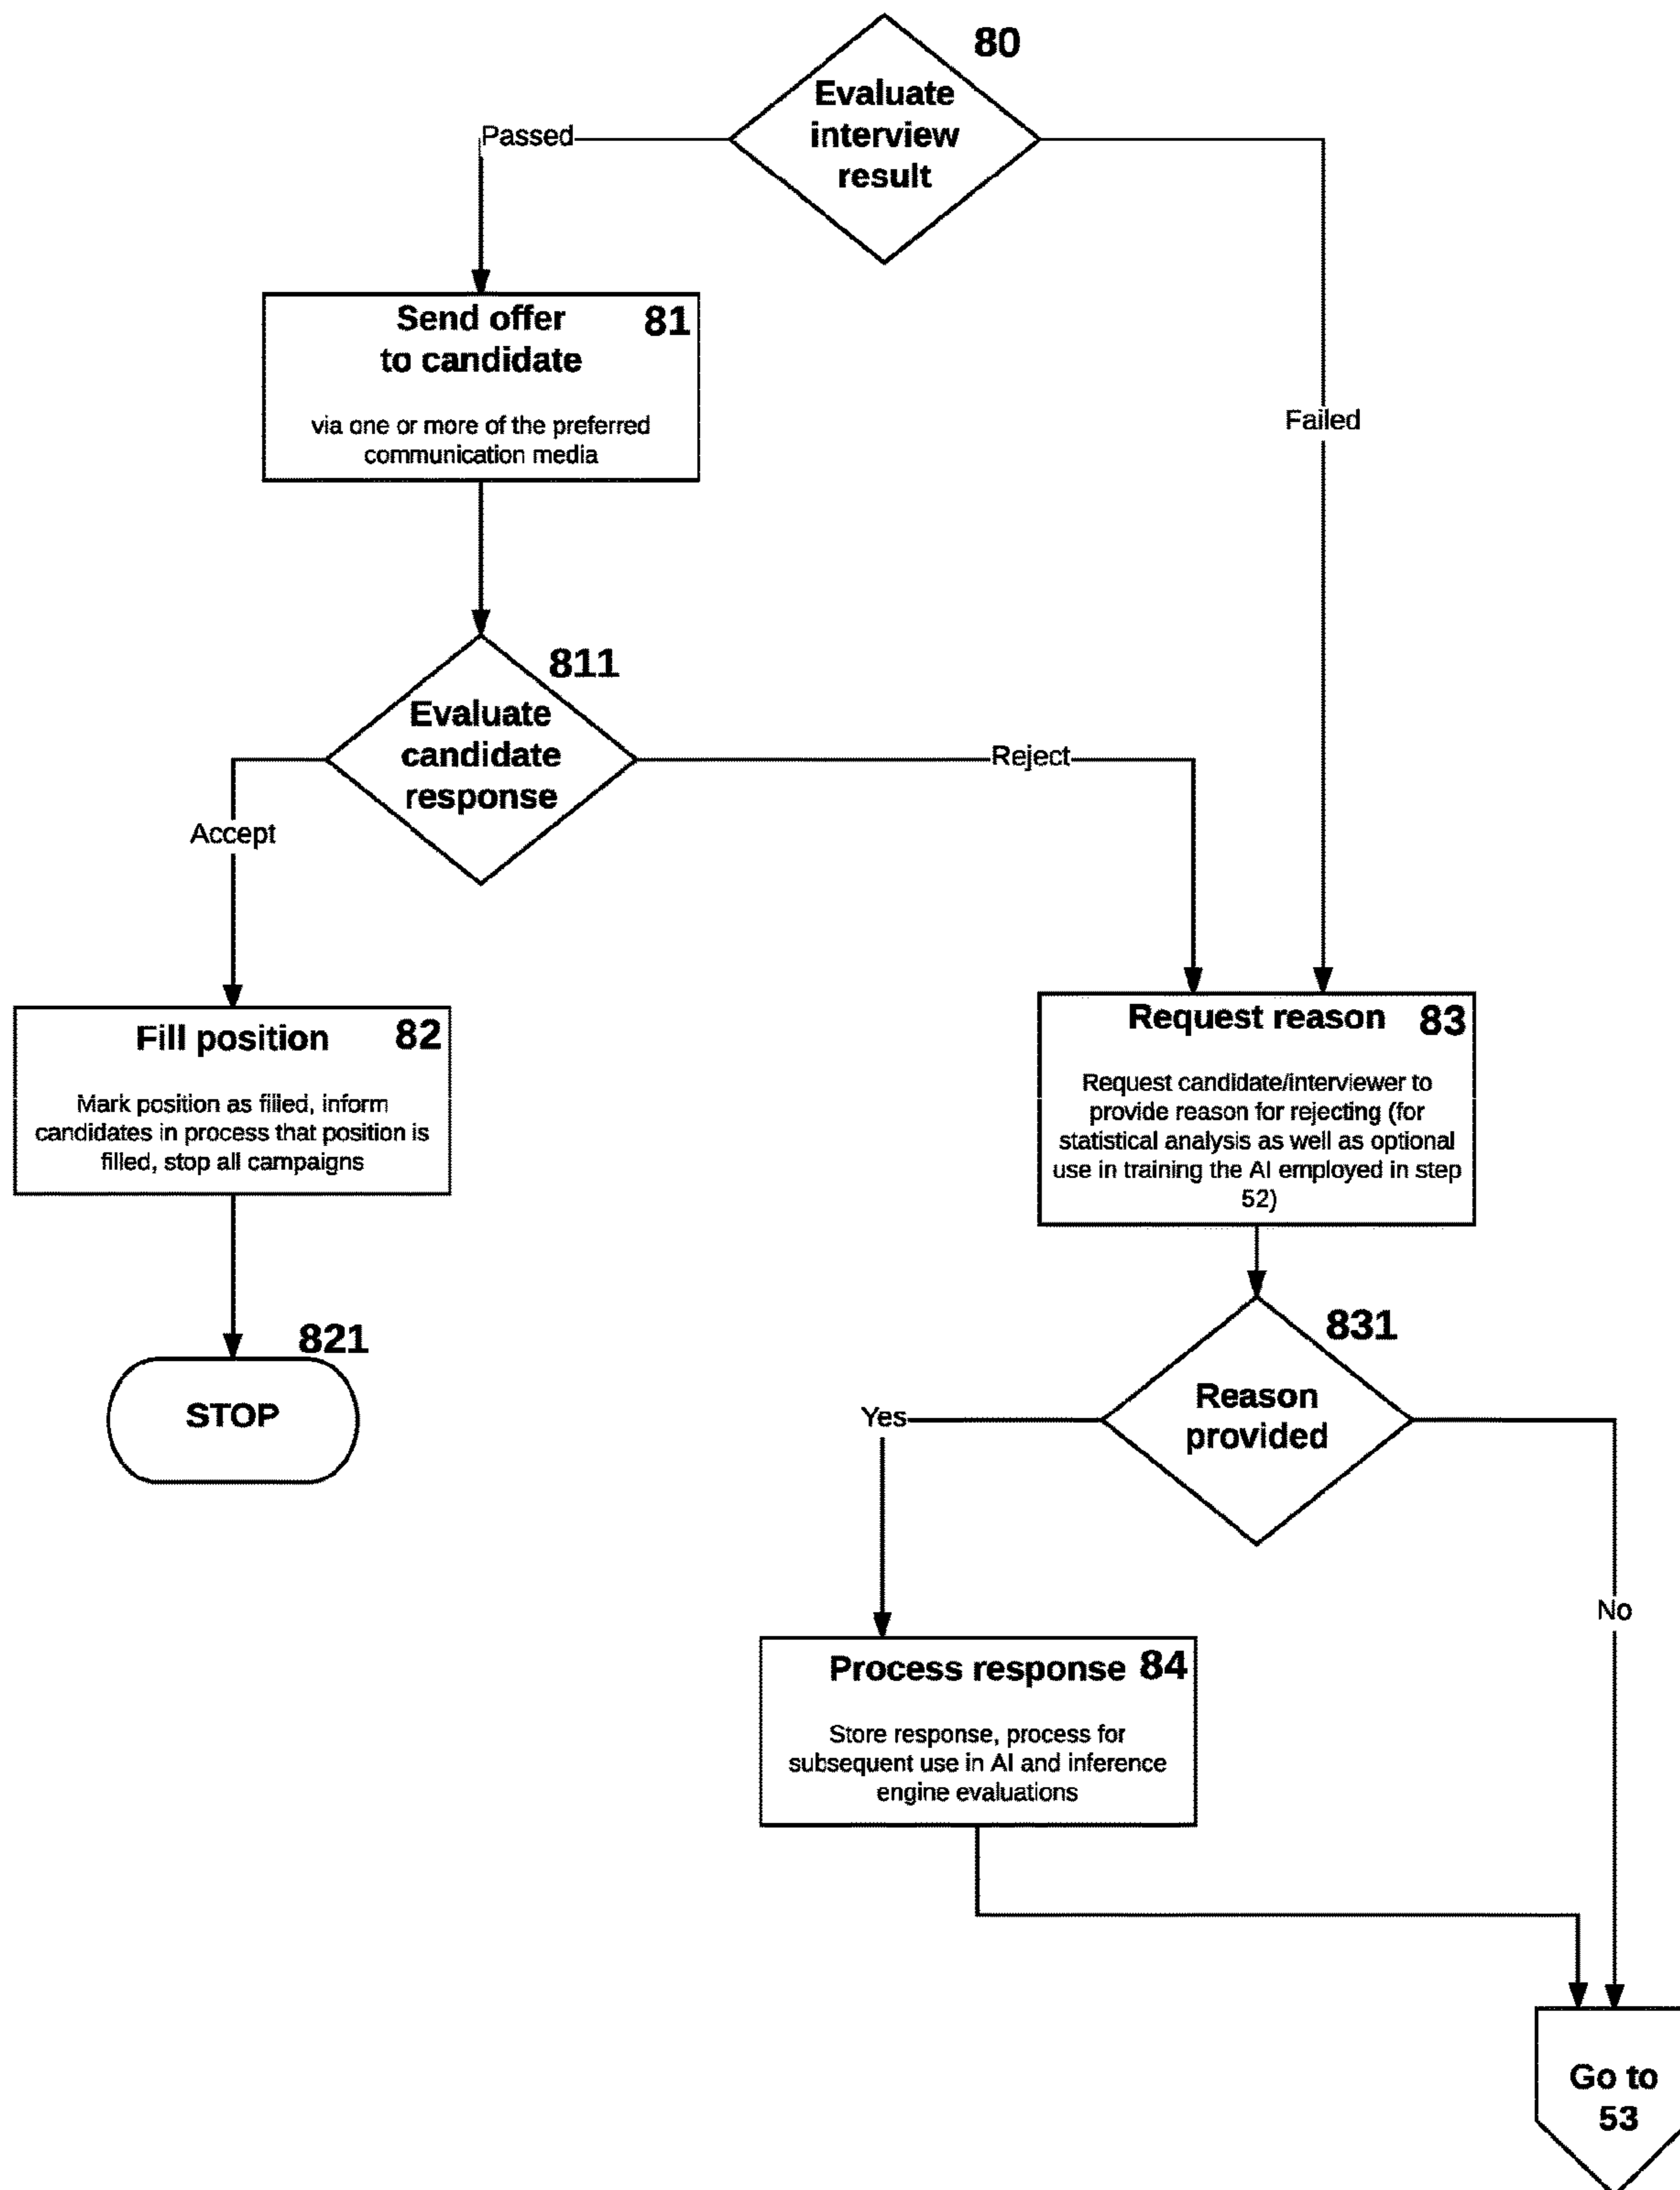 80
Evaluate
interview
result
Passed
Failed
Send offer
to candidate
81
via one or more of the preferred
communication media
811
Evaluate
candidate
response
Reject
Accept
Fill position
82
Mark position as filled, inform
candidates in process that position is
filled, stop all campaigns
Request reason
83
Request candidate/interviewer to
provide reason for rejecting (for
statistical analysis as well as optional
use in training the AI employed in step
52)
821
STOP
831
Reason
provided
Yes
No
Process response
84
Store response, process for
subsequent use in AI and inference
engine evaluations
Go to
53